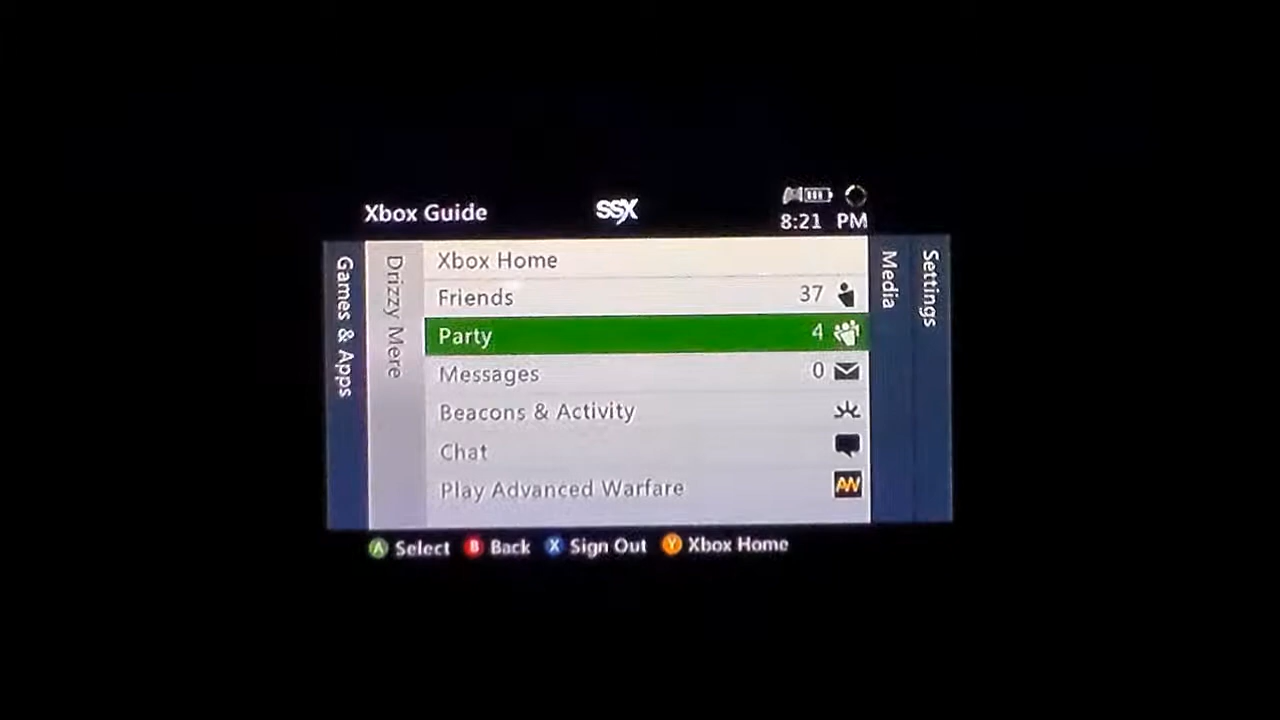 Xbox Guide
SSX
8:21 PM
Games & Apps
Drizzy Mere
Xbox Home
Friends 37
Party 4
Messages 0
Beacons & Activity
Chat
Play Advanced Warfare AW
Media
Settings
A Select B Back X Sign Out Y Xbox Home